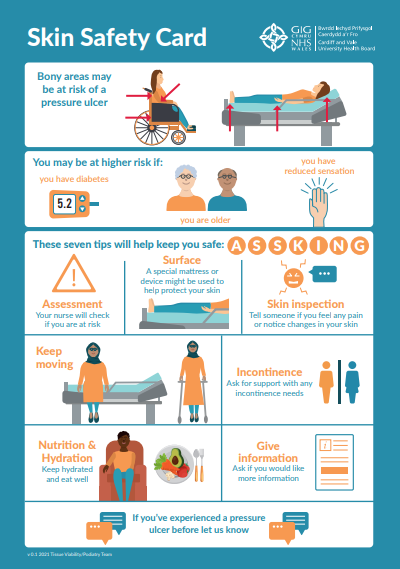 Skin Safety Card
GIG
CYMRU
NHS
WALES
Bwrdd Iechyd Prifysgol
Caerdydd a'r Fro
Cardiff and Vale
University Health Board
Bony areas may
be at risk of a
pressure ulcer
You may be at higher risk if:
you have diabetes
5.2
you are older
you have
reduced sensation
These seven tips will help keep you safe: ASSKING
Assessment
Your nurse will check
if you are at risk
Surface
A special mattress or
device might be used to
help protect your skin
Skin inspection
Tell someone if you feel any pain
or notice changes in your skin
Keep
moving
Incontinence
Ask for support with any
incontinence needs
Nutrition &
Hydration
Keep hydrated
and eat well
Give
information
Ask if you would like
more information
If you've experienced a pressure
ulcer before let us know
v 0.1 2021 Tissue Viability/Podiatry Team